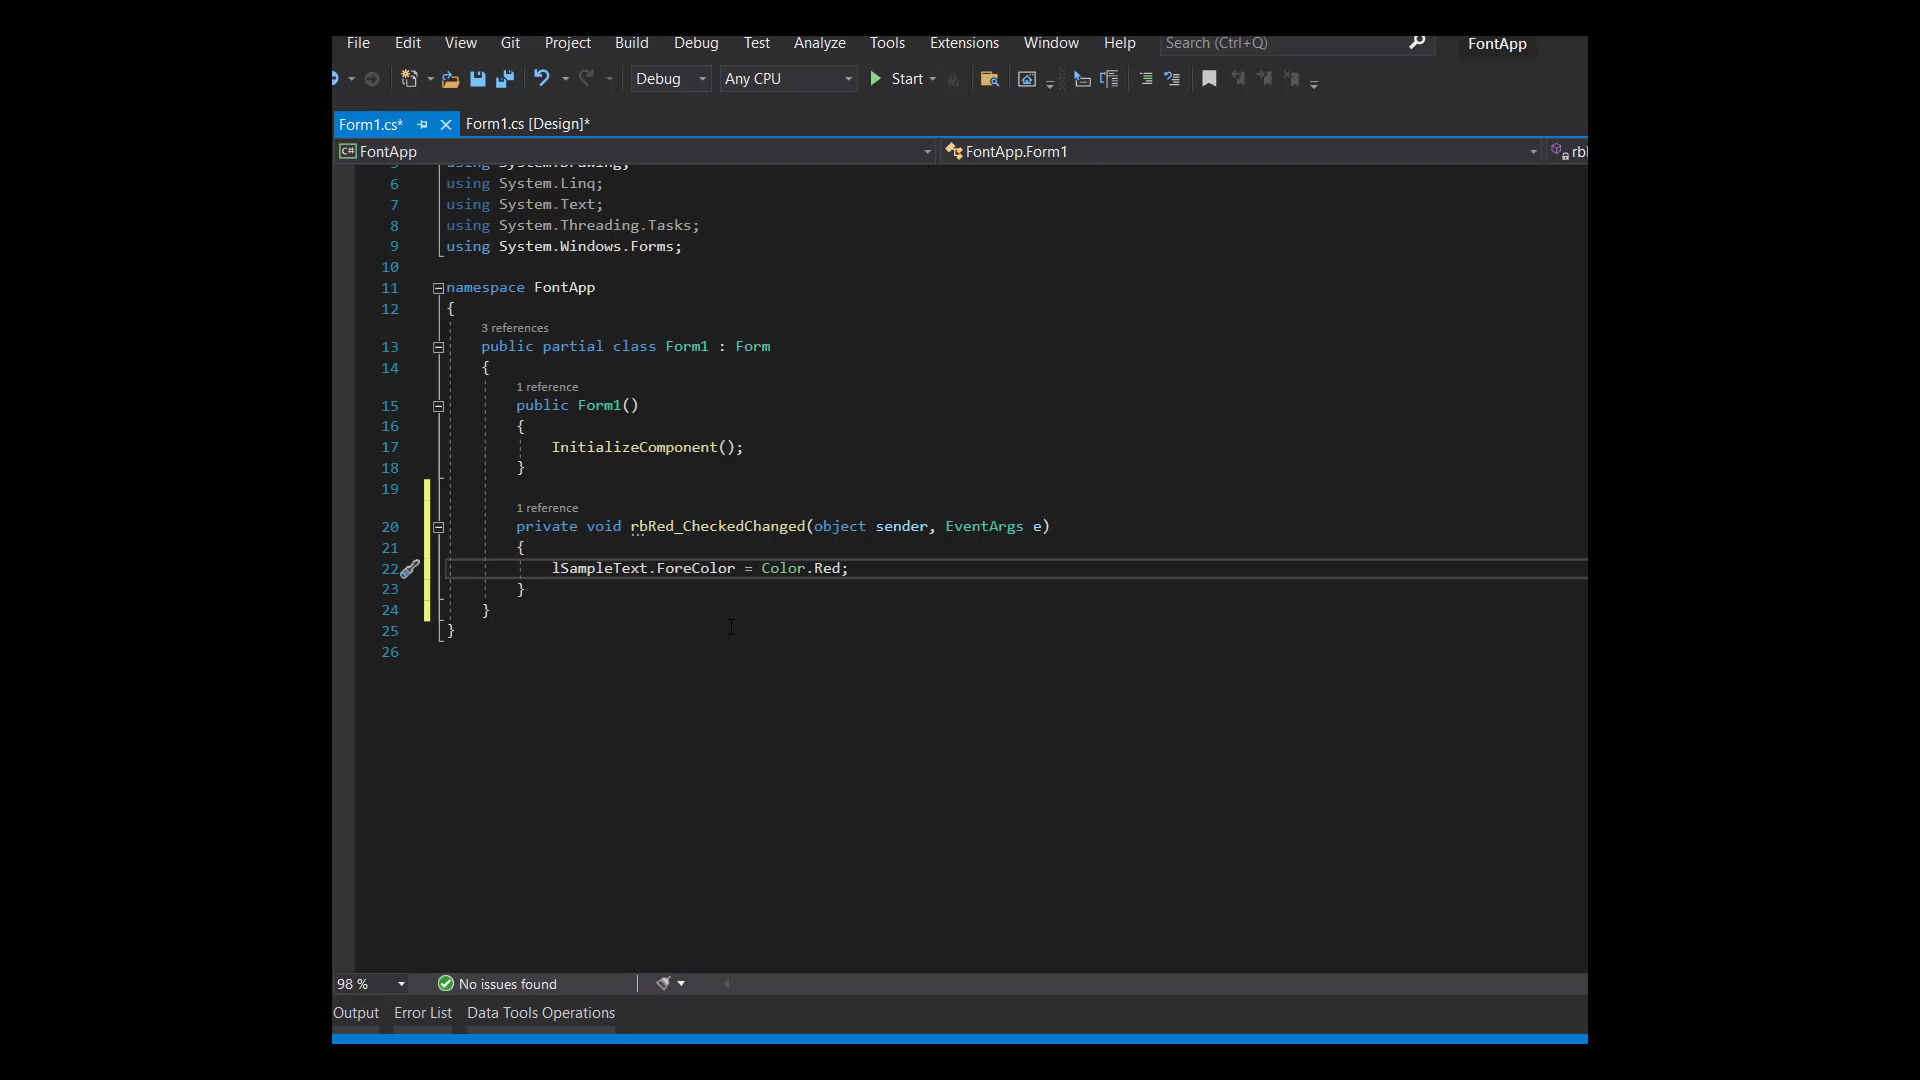 File Edit View Git Project Build Debug Test Analyze Tools Extensions Window Help Search (Ctrl+Q) FontApp
Debug Any CPU Start
Form1.cs* Form1.cs [Design]*
C# FontApp FontApp.Form1
5 using System.Drawing;
6 using System.Linq;
7 using System.Text;
8 using System.Threading.Tasks;
9 using System.Windows.Forms;
10
11 namespace FontApp
12 {
3 references
13 public partial class Form1 : Form
14 {
1 reference
15 public Form1()
16 {
17 InitializeComponent();
18 }
19
1 reference
20 private void rbRed_CheckedChanged(object sender, EventArgs e)
21 {
22 lSampleText.ForeColor = Color.Red;
23 }
24 }
25 }
26
98 % No issues found
Output Error List Data Tools Operations